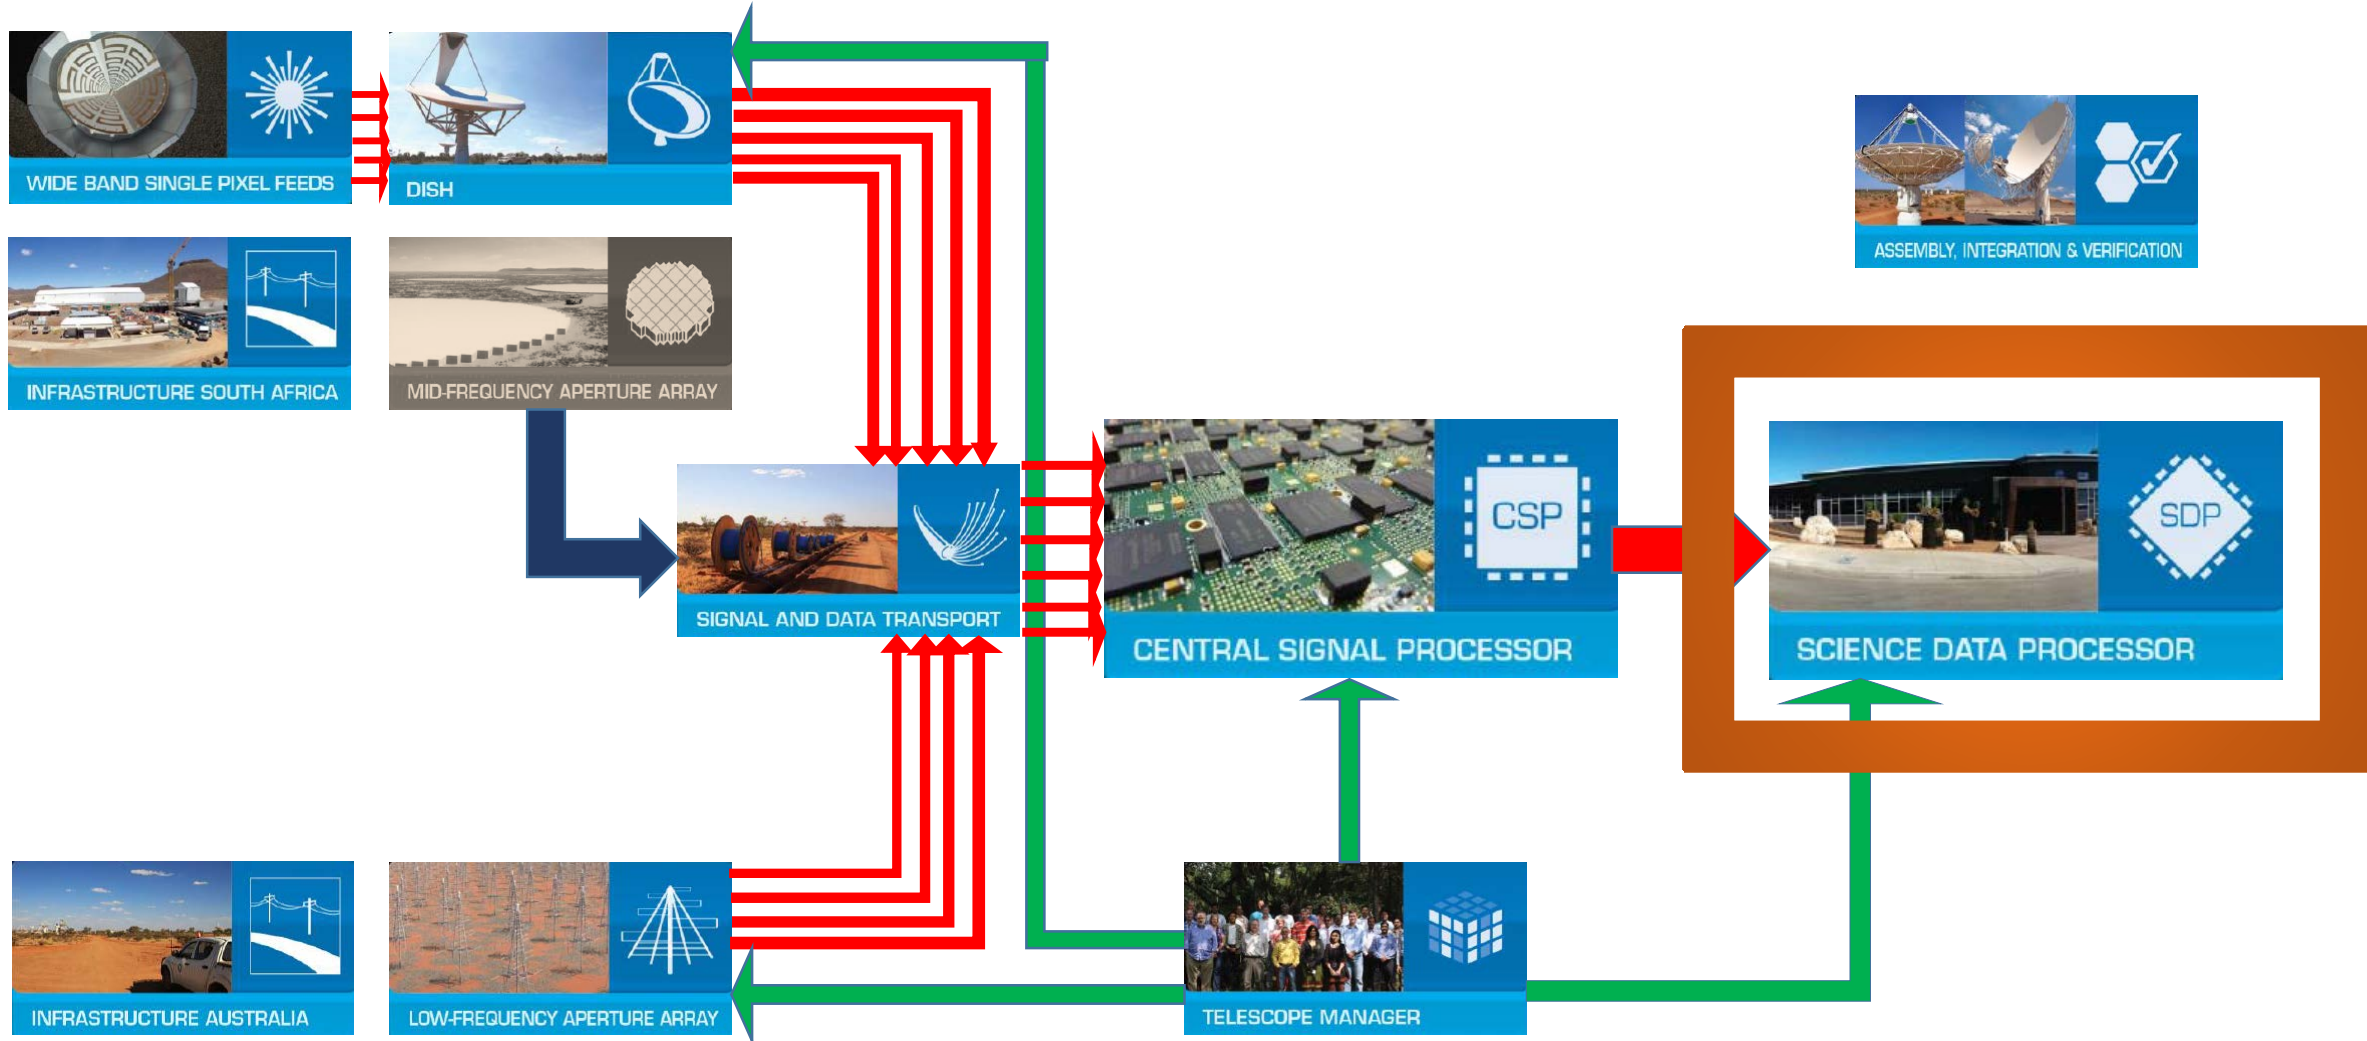 WIDE BAND SINGLE PIXEL FEEDS
DISH
ASSEMBLY, INTEGRATION & VERIFICATION
INFRASTRUCTURE SOUTH AFRICA
MID-FREQUENCY APERTURE ARRAY
SIGNAL AND DATA TRANSPORT
CSP
CENTRAL SIGNAL PROCESSOR
SDP
SCIENCE DATA PROCESSOR
INFRASTRUCTURE AUSTRALIA
LOW-FREQUENCY APERTURE ARRAY
TELESCOPE MANAGER